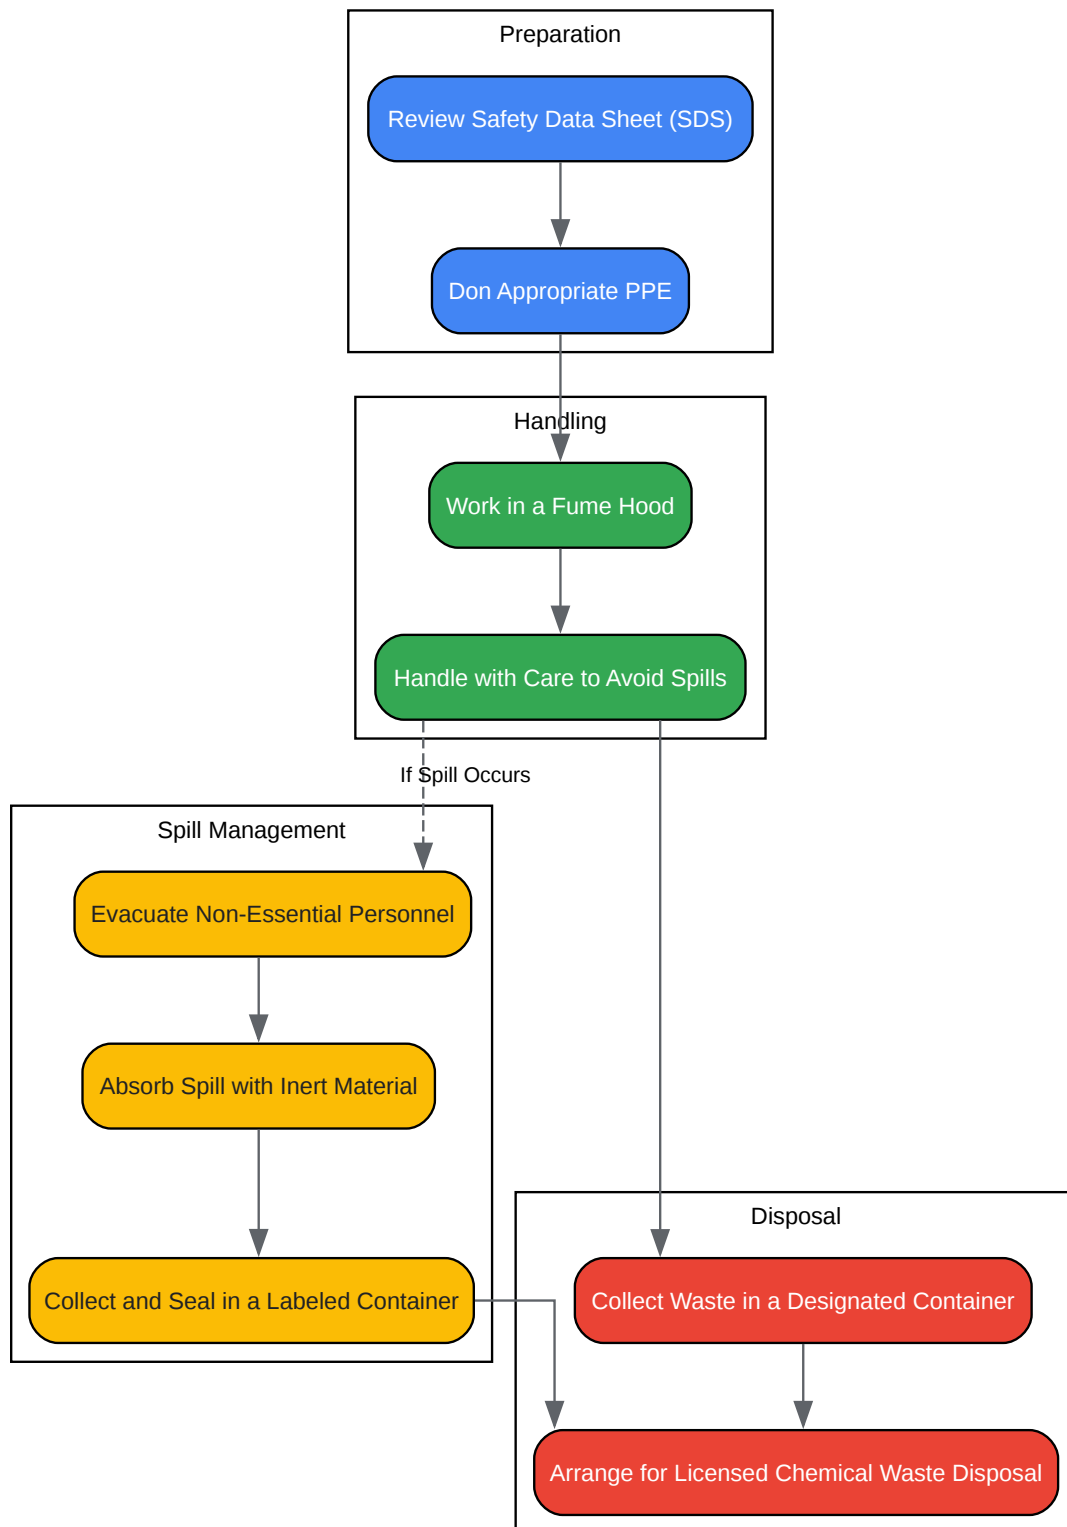 Preparation
Review Safety Data Sheet (SDS)
Don Appropriate PPE
Handling
Work in a Fume Hood
Handle with Care to Avoid Spills
If Spill Occurs
Spill Management
Evacuate Non-Essential Personnel
Absorb Spill with Inert Material
Collect and Seal in a Labeled Container
Disposal
Collect Waste in a Designated Container
Arrange for Licensed Chemical Waste Disposal